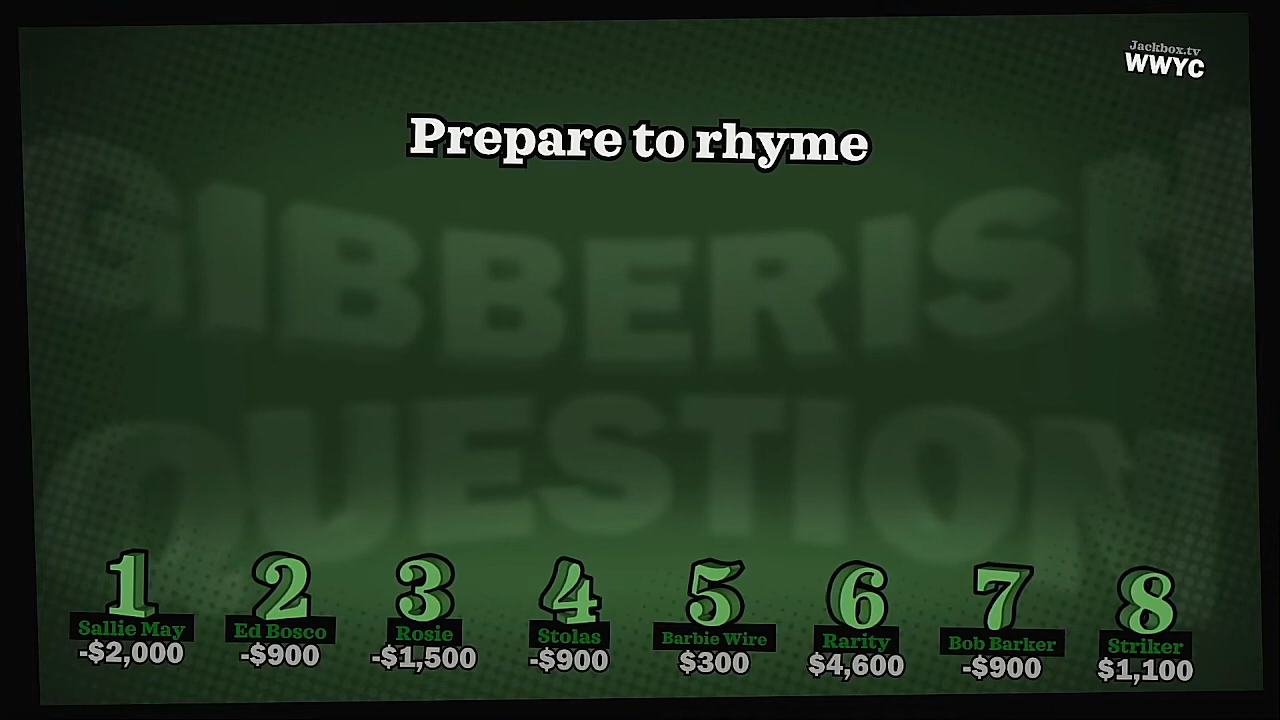 Jackbox.tv
WWYC
Prepare to rhyme
GIBBERISH
QUESTION
1 2 3 4 5 6 7 8
Sallie May Ed Bosco Rosie Stolas Barbie Wire Rarity Bob Barker Striker
-$2,000 -$900 -$1,500 -$900 $300 $4,600 -$900 $1,100